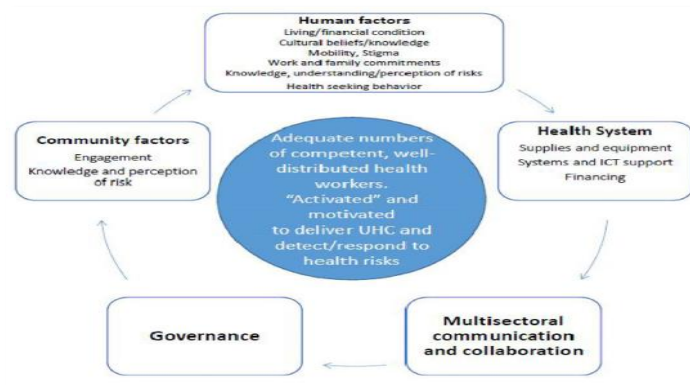 Human factors
Living/financial condition
Cultural beliefs/knowledge
Mobility, Stigma
Work and family commitments
Knowledge, understanding/perception of risks
Health seeking behavior
Community factors
Engagement
Knowledge and perception
of risk
Adequate numbers
of competent, well-
distributed health
workers.
"Activated" and
motivated
to deliver UHC and
detect/respond to
health risks
Health System
Supplies and equipment
Systems and ICT support
Financing
Governance
Multisectoral
communication
and collaboration